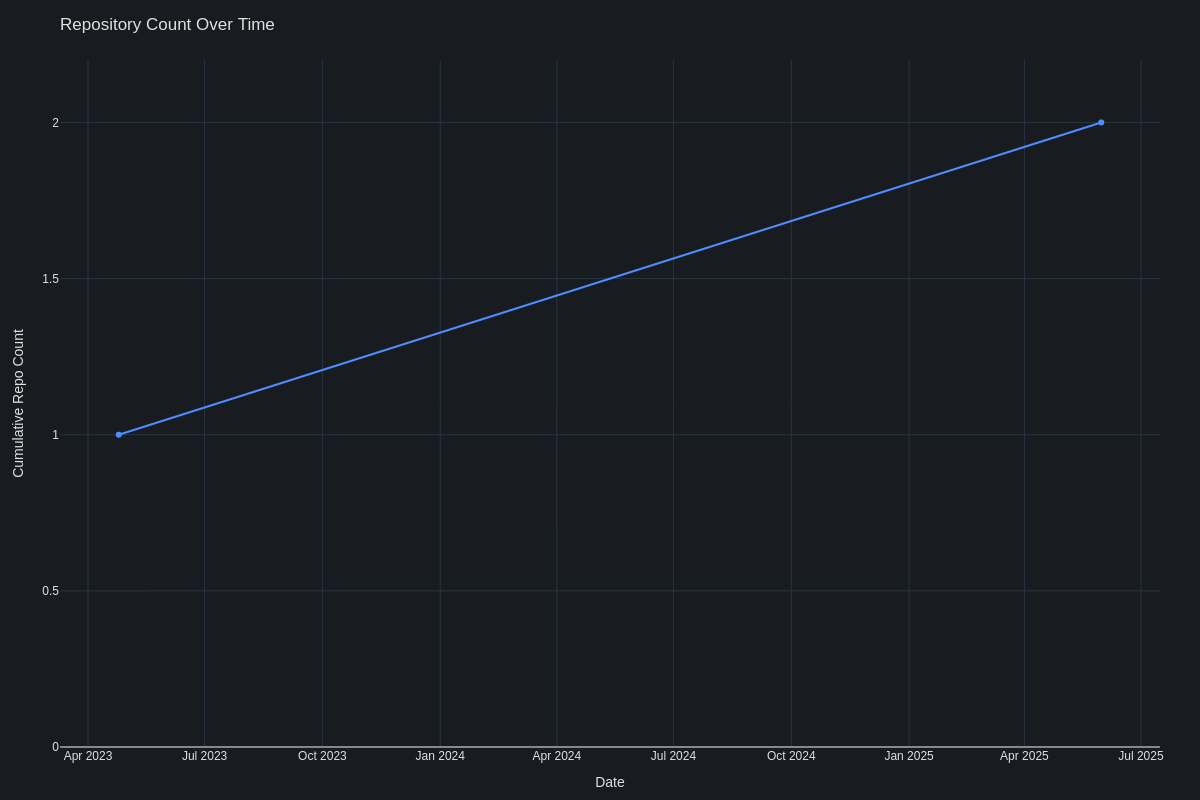 Repository Count Over Time
Cumulative Repo Count
2
1.5
1
0.5
0
Apr 2023
Jul 2023
Oct 2023
Jan 2024
Apr 2024
Jul 2024
Oct 2024
Jan 2025
Apr 2025
Jul 2025
Date